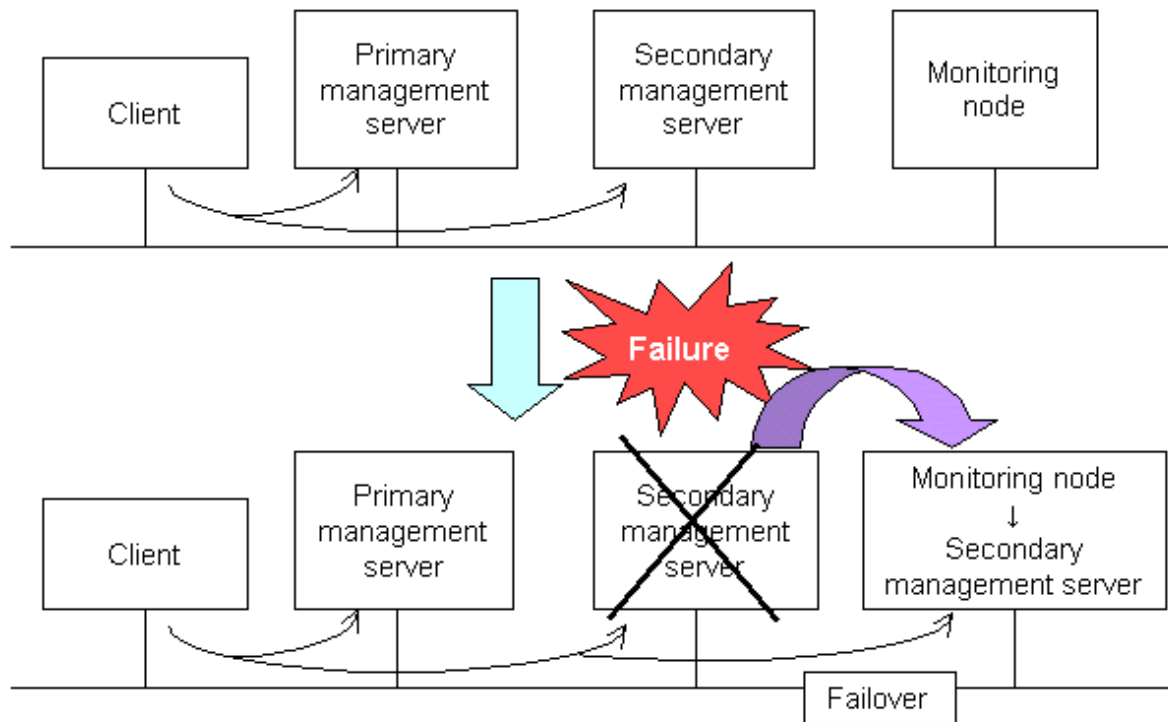 Client
Primary
management
server
Secondary
management
server
Monitoring
node
Failure
Client
Primary
management
server
Secondary
management
server
Monitoring node
↓
Secondary
management server
Failover